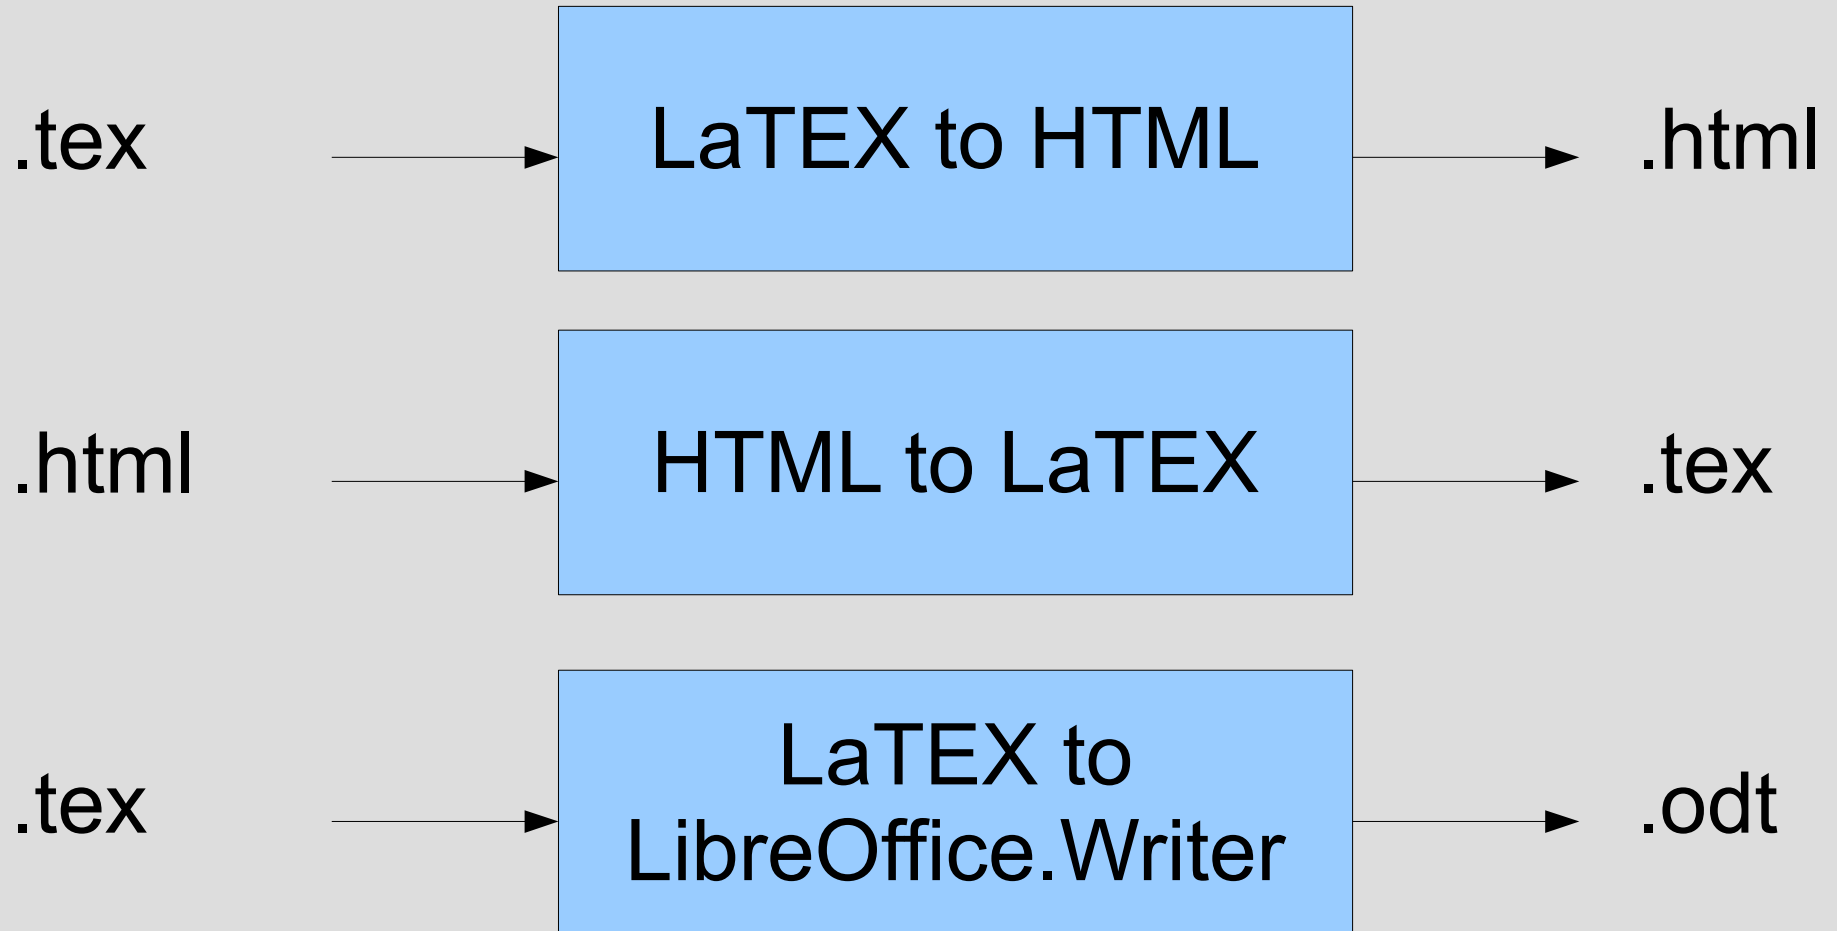 .tex
LaTEX to HTML
.html
.html
HTML to LaTEX
.tex
.tex
LaTEX to
LibreOffice.Writer
.odt